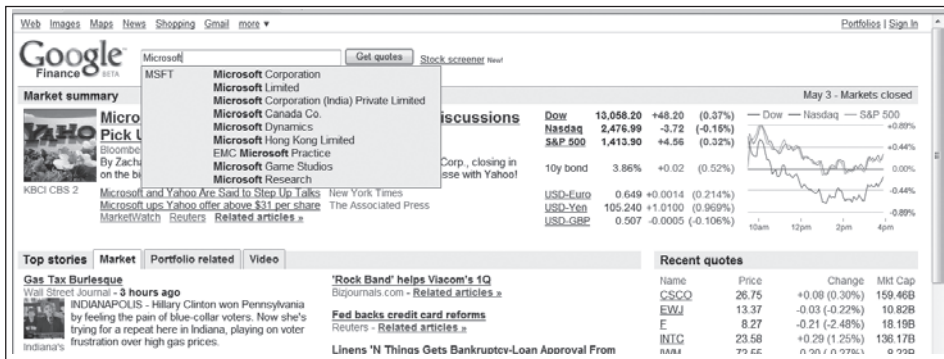 Web Images Maps News Shopping Gmail more ▼
Portfolios | Sign In
Google
Finance BETA
Microsoft
Get quotes
Stock screener New!
MSFT Microsoft Corporation
Microsoft Limited
Microsoft Corporation (India) Private Limited
Microsoft Canada Co.
Microsoft Dynamics
Microsoft Hong Kong Limited
EMC Microsoft Practice
Microsoft Game Studios
Microsoft Research
Market summary
May 3 - Markets closed
YAHO
KBCI CBS 2
Micro
iscussions
Pick U
Bloombe
By Zacha
Corp., closing in
on the bi
sse with Yahoo!
Microsoft and Yahoo Are Said to Step Up Talks New York Times
Microsoft ups Yahoo offer above $31 per share The Associated Press
MarketWatch Reuters Related articles »
Dow 13,058.20 +48.20 (0.37%)
Nasdaq 2,476.99 -3.72 (-0.15%)
S&P 500 1,413.90 +4.56 (0.32%)
10y bond 3.86% +0.02 (0.52%)
USD-Euro 0.649 +0.0014 (0.214%)
USD-Yen 105.240 +1.0100 (0.969%)
USD-GBP 0.507 -0.0005 (-0.106%)
Dow Nasdaq S&P 500
+0.89%
+0.44%
0.00%
-0.44%
-0.89%
10am 12pm 2pm 4pm
Top stories Market Portfolio related Video
Gas Tax Burlesque
Wall Street Journal - 3 hours ago
INDIANAPOLIS - Hillary Clinton won Pennsylvania
by feeling the pain of blue-collar voters. Now she's
trying for a repeat here in Indiana, playing on voter
frustration over high gas prices.
Indiana's
'Rock Band' helps Viacom's 1Q
Bizjournals.com - Related articles »
Fed backs credit card reforms
Reuters - Related articles »
Linens 'N Things Gets Bankruptcy-Loan Approval From
Recent quotes
Name Price Change Mkt Cap
CSCO 26.75 +0.08 (0.30%) 159.46B
EWJ 13.37 -0.03 (-0.22%) 10.82B
F 8.27 -0.21 (-2.48%) 18.19B
INTC 23.58 +0.29 (1.25%) 136.17B